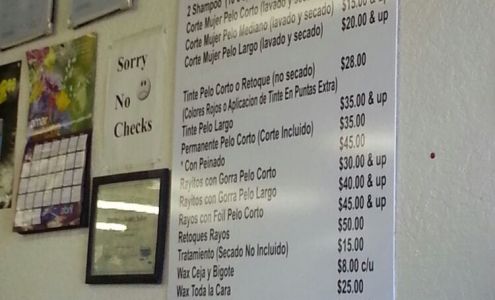 Sorry
No
Checks
2 Shampoo
Corte Mujer Pelo Corto (lavado y secado) $15.00 & up
Corte Mujer Pelo Mediano (lavado y secado)
Corte Mujer Pelo Largo (lavado y secado) $20.00 & up
Tinte Pelo Corto o Retoque (no secado) $28.00
(Colores Rojos o Aplicacion de Tinte En Puntas Extra)
Tinte Pelo Largo $35.00 & up
Permanente Pelo Corto (Corte Incluido) $35.00
* Con Peinado $45.00
Rayitos con Gorra Pelo Corto $30.00 & up
Rayitos con Gorra Pelo Largo $40.00 & up
Rayos con Foil Pelo Corto $45.00 & up
Retoques Rayos $50.00
Tratamiento (Secado No Incluido) $15.00
Wax Ceja y Bigote $8.00 c/u
Wax Toda la Cara $25.00